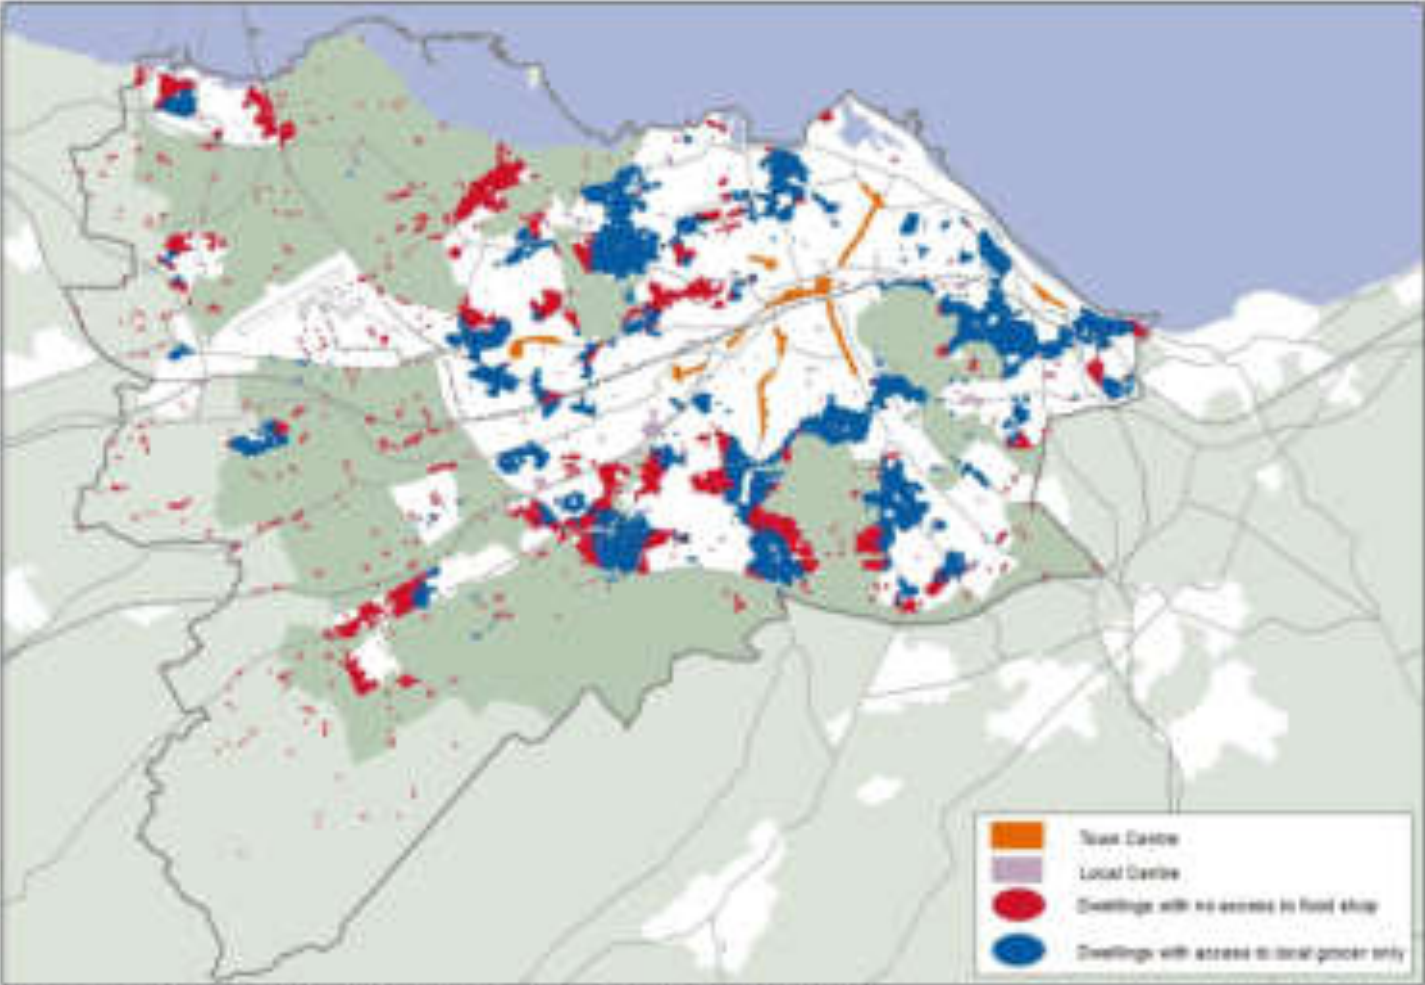 Town Centre
Local Centre
Dwellings with no access to food shop
Dwellings with access to local grocer only